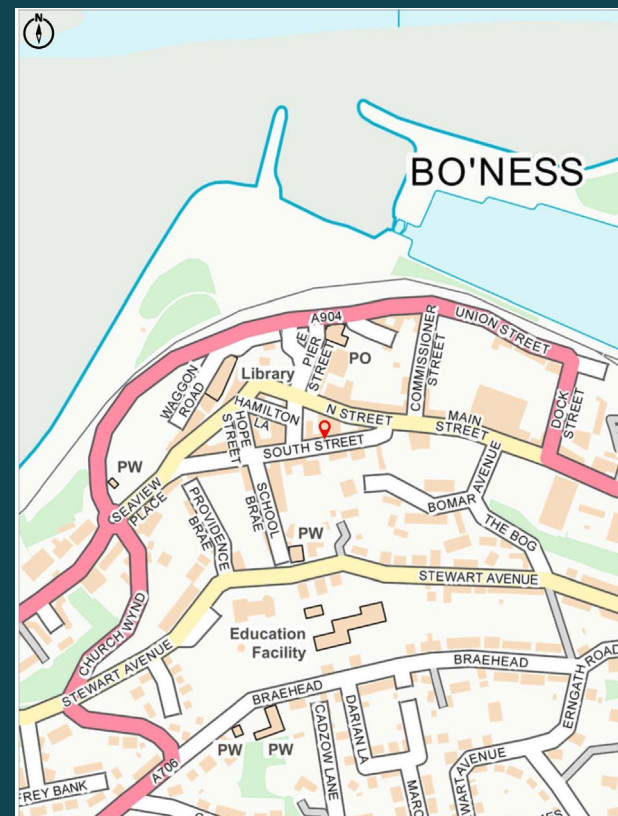 N
BO'NESS
UNION STREET
A904
PIER
STREET
PO
COMMISSIONER
STREET
Library
WAGGON
ROAD
HAMILTON
LA
N STREET
MAIN
STREET
DOCK
STREET
HOPE
STREET
SOUTH STREET
PW
SEAVIEW
PLACE
PROVIDENCE
BRAE
SCHOOL
BRAE
BOMAR AVENUE
THE BOG
PW
STEWART AVENUE
CHURCH WYND
Education
Facility
STEWART AVENUE
BRAEHEAD
BRAEHEAD
ERNGATH ROAD
CADZOW LANE
DARIAN LA
PW
PW
A706
FREY BANK
MARC
WART AVENUE